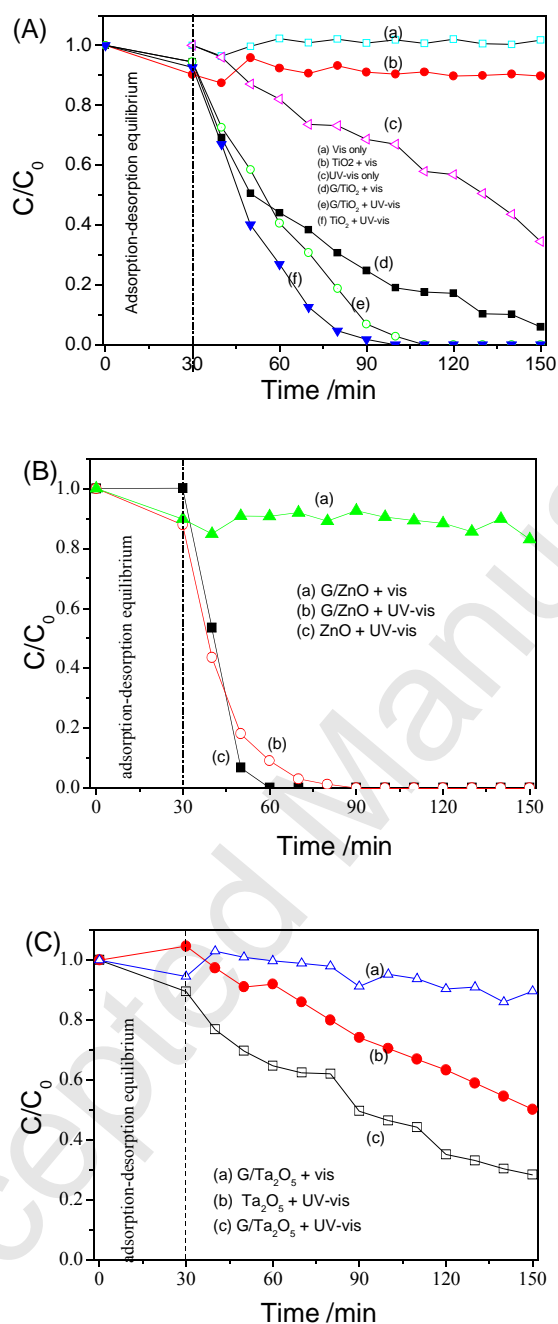 (A)
C/C0
1.0
0.8
0.6
0.4
0.2
0.0
Adsorption-desorption equilibrium
(a)
(b)
(c)
(a) Vis only
(b) TiO2 + vis
(c)UV-vis only
(d)G/TiO2 + vis
(e)G/TiO2 + UV-vis
(f) TiO2 + UV-vis
(d)
(f)
(e)
0 30 60 90 120 150
Time /min
(B)
C/C0
1.0
0.8
0.6
0.4
0.2
0.0
adsorption-desorption equilibrium
(a)
(a) G/ZnO + vis
(b) G/ZnO + UV-vis
(c) ZnO + UV-vis
(b)
(c)
0 30 60 90 120 150
Time /min
(C)
C/C0
1.0
0.8
0.6
0.4
0.2
0.0
adsorption-desorption equilibrium
(a)
(b)
(c)
(a) G/Ta2O5 + vis
(b) Ta2O5 + UV-vis
(c) G/Ta2O5 + UV-vis
0 30 60 90 120 150
Time /min
cepted Manus